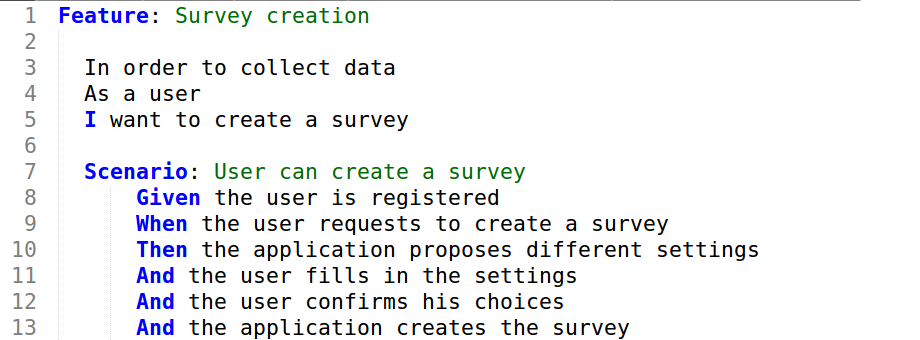 1 Feature: Survey creation
2
3 In order to collect data
4 As a user
5 I want to create a survey
6
7 Scenario: User can create a survey
8 Given the user is registered
9 When the user requests to create a survey
10 Then the application proposes different settings
11 And the user fills in the settings
12 And the user confirms his choices
13 And the application creates the survey